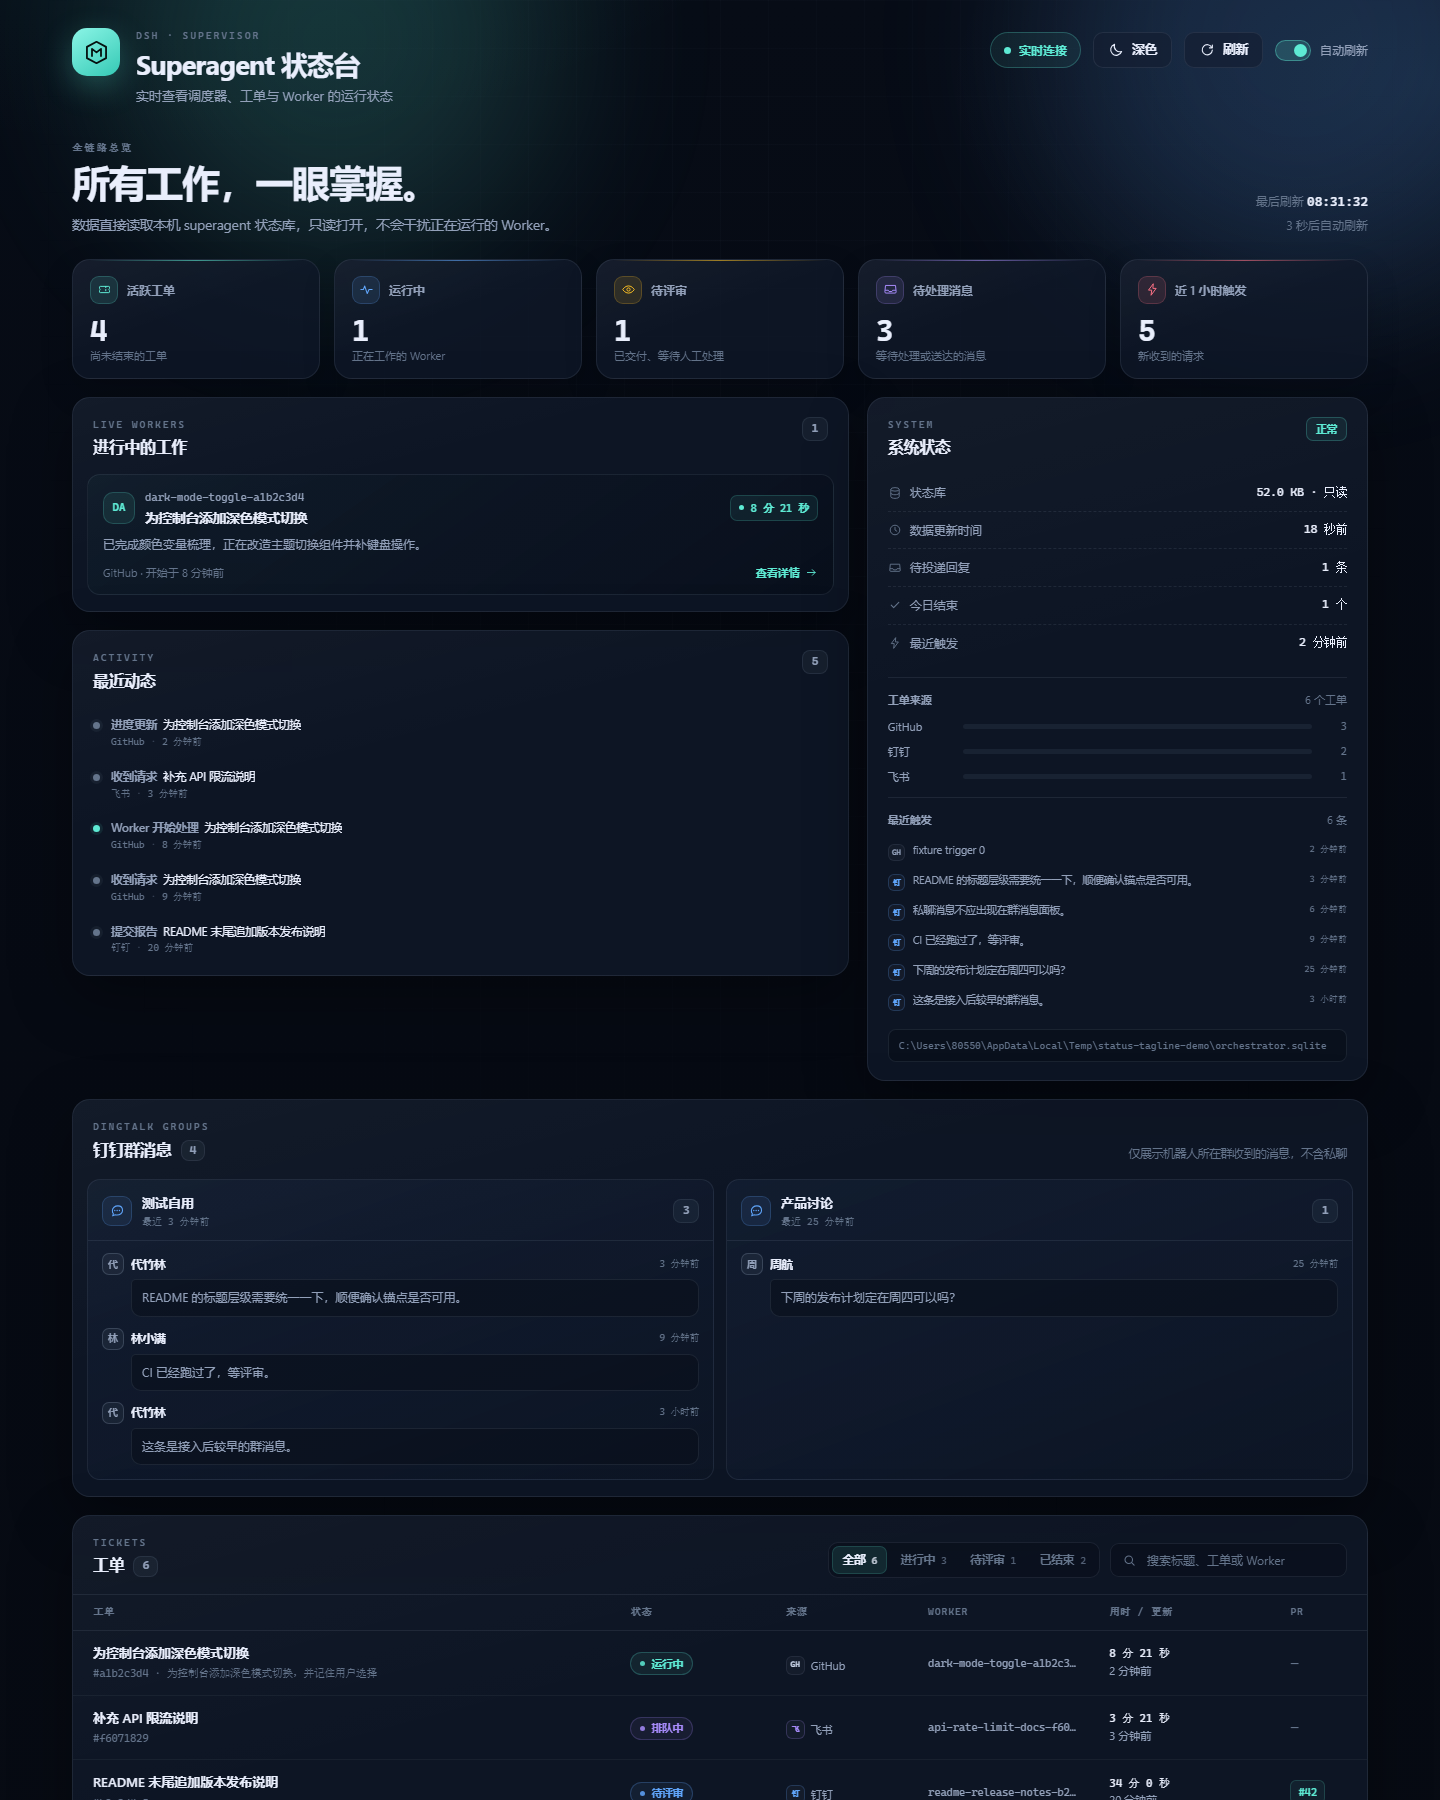 DSH · SUPERVISOR
Superagent 状态台
实时查看调度器、工单与 Worker 的运行状态
实时连接
深色
刷新
自动刷新
全链路总览
所有工作，一眼掌握。
数据直接读取本机 superagent 状态库，只读打开，不会干扰正在运行的 Worker。
最后刷新 08:31:32
3 秒后自动刷新
活跃工单
4
尚未结束的工单
运行中
1
正在工作的 Worker
待评审
1
已交付、等待人工处理
待处理消息
3
等待处理或送达的消息
近 1 小时触发
5
新收到的请求
LIVE WORKERS
进行中的工作
1
DA
dark-mode-toggle-a1b2c3d4
为控制台添加深色模式切换
8 分 21 秒
已完成颜色变量梳理，正在改造主题切换组件并补键盘操作。
GitHub · 开始于 8 分钟前
查看详情 →
ACTIVITY
最近动态
5
进度更新 为控制台添加深色模式切换
GitHub · 2 分钟前
收到请求 补充 API 限流说明
飞书 · 3 分钟前
Worker 开始处理 为控制台添加深色模式切换
GitHub · 8 分钟前
收到请求 为控制台添加深色模式切换
GitHub · 9 分钟前
提交报告 README 末尾追加版本发布说明
钉钉 · 20 分钟前
SYSTEM
系统状态
正常
状态库
52.0 KB · 只读
数据更新时间
18 秒前
待投递回复
1 条
今日结束
1 个
最近触发
2 分钟前
工单来源
6 个工单
GitHub
3
钉钉
2
飞书
1
最近触发
6 条
GH
fixture trigger 0
2 分钟前
钉
README 的标题层级需要统一一下，顺便确认锚点是否可用。
3 分钟前
钉
私聊消息不应出现在群消息面板。
6 分钟前
钉
CI 已经跑过了，等评审。
9 分钟前
钉
下周的发布计划定在周四可以吗？
25 分钟前
钉
这条是接入后较早的群消息。
3 小时前
C:\Users\80550\AppData\Local\Temp\status-tagline-demo\orchestrator.sqlite
DINGTALK GROUPS
钉钉群消息 4
仅展示机器人所在群收到的消息，不含私聊
测试自用
最近 3 分钟前
3
代
代竹林
3 分钟前
README 的标题层级需要统一一下，顺便确认锚点是否可用。
林
林小满
9 分钟前
CI 已经跑过了，等评审。
代
代竹林
3 小时前
这条是接入后较早的群消息。
产品讨论
最近 25 分钟前
1
周
周航
25 分钟前
下周的发布计划定在周四可以吗？
TICKETS
工单 6
全部 6
进行中 3
待评审 1
已结束 2
搜索标题、工单或 Worker
工单
状态
来源
WORKER
用时 / 更新
PR
为控制台添加深色模式切换
#a1b2c3d4 · 为控制台添加深色模式切换，并记住用户选择
运行中
GH
GitHub
dark-mode-toggle-a1b2c3…
8 分 21 秒
2 分钟前
—
补充 API 限流说明
#f6071829
排队中
飞
飞书
api-rate-limit-docs-f60…
3 分 21 秒
3 分钟前
—
README 末尾追加版本发布说明
待评审
钉
钉钉
readme-release-notes-b2…
34 分 0 秒
20 分钟前
#42